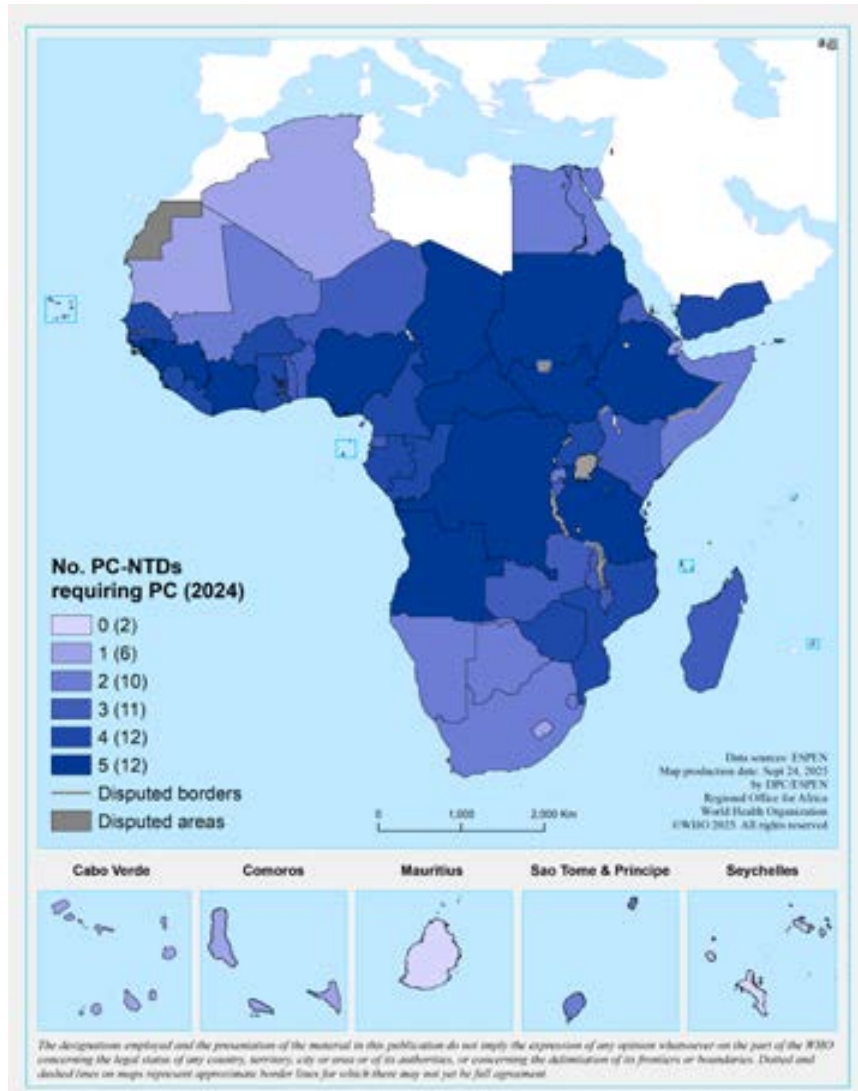 No. PC-NTDs
requiring PC (2024)
0 (2)
1 (6)
2 (10)
3 (11)
4 (12)
5 (12)
Disputed borders
Disputed areas
0 1,000 2,000 Km
Data sources: ESPEN
Map production date: Sept 24, 2025
by DPC/ESPEN
Regional Office for Africa
World Health Organization
©WHO 2025. All rights reserved
Cabo Verde Comoros Mauritius Sao Tome & Principe Seychelles
The designations employed and the presentation of the material in this publication do not imply the expression of any opinion whatsoever on the part of the WHO
concerning the legal status of any country, territory, city or area or of its authorities, or concerning the delimitation of its frontiers or boundaries. Dotted and
dashed lines on maps represent approximate border lines for which there may not yet be full agreement